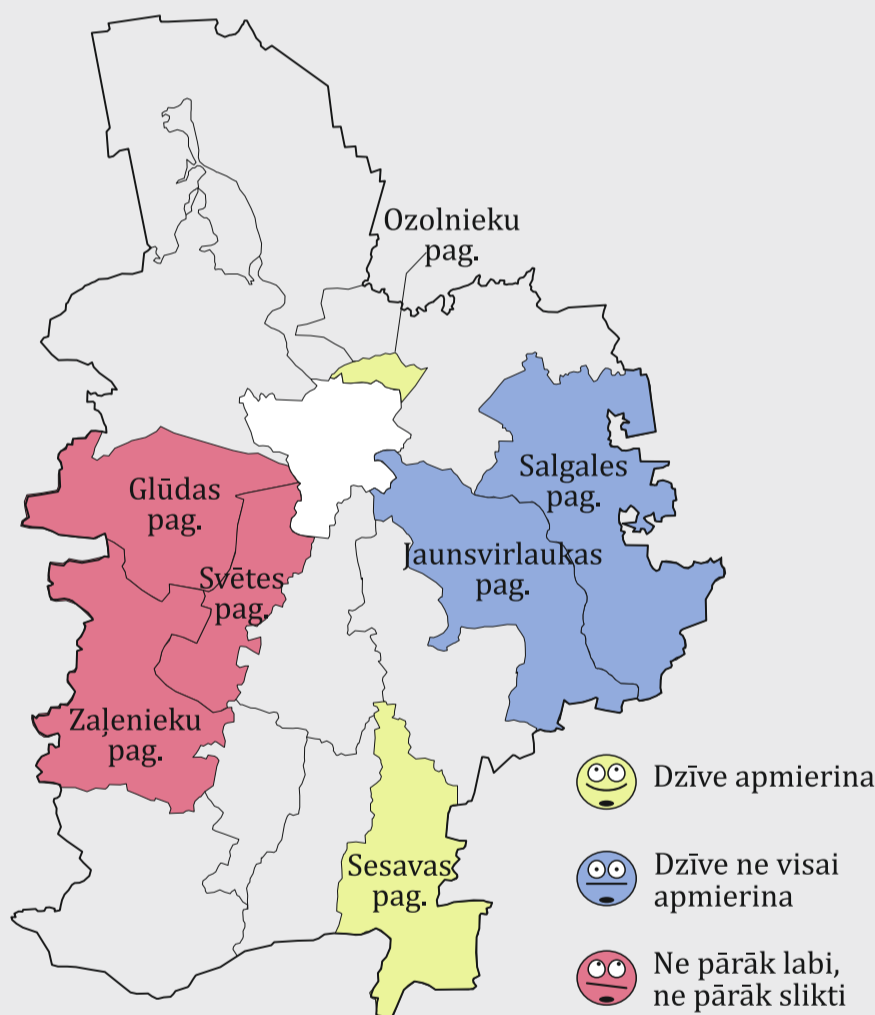 Ozolnieku
pag.
Glūdas
pag.
Salgales
pag.
Svētes
pag.
Jaunsvirlaukas
pag.
Zaļenieku
pag.
Sesavas
pag.
Dzīve apmierina
Dzīve ne visai
apmierina
Ne pārāk labi,
ne pārāk slikti